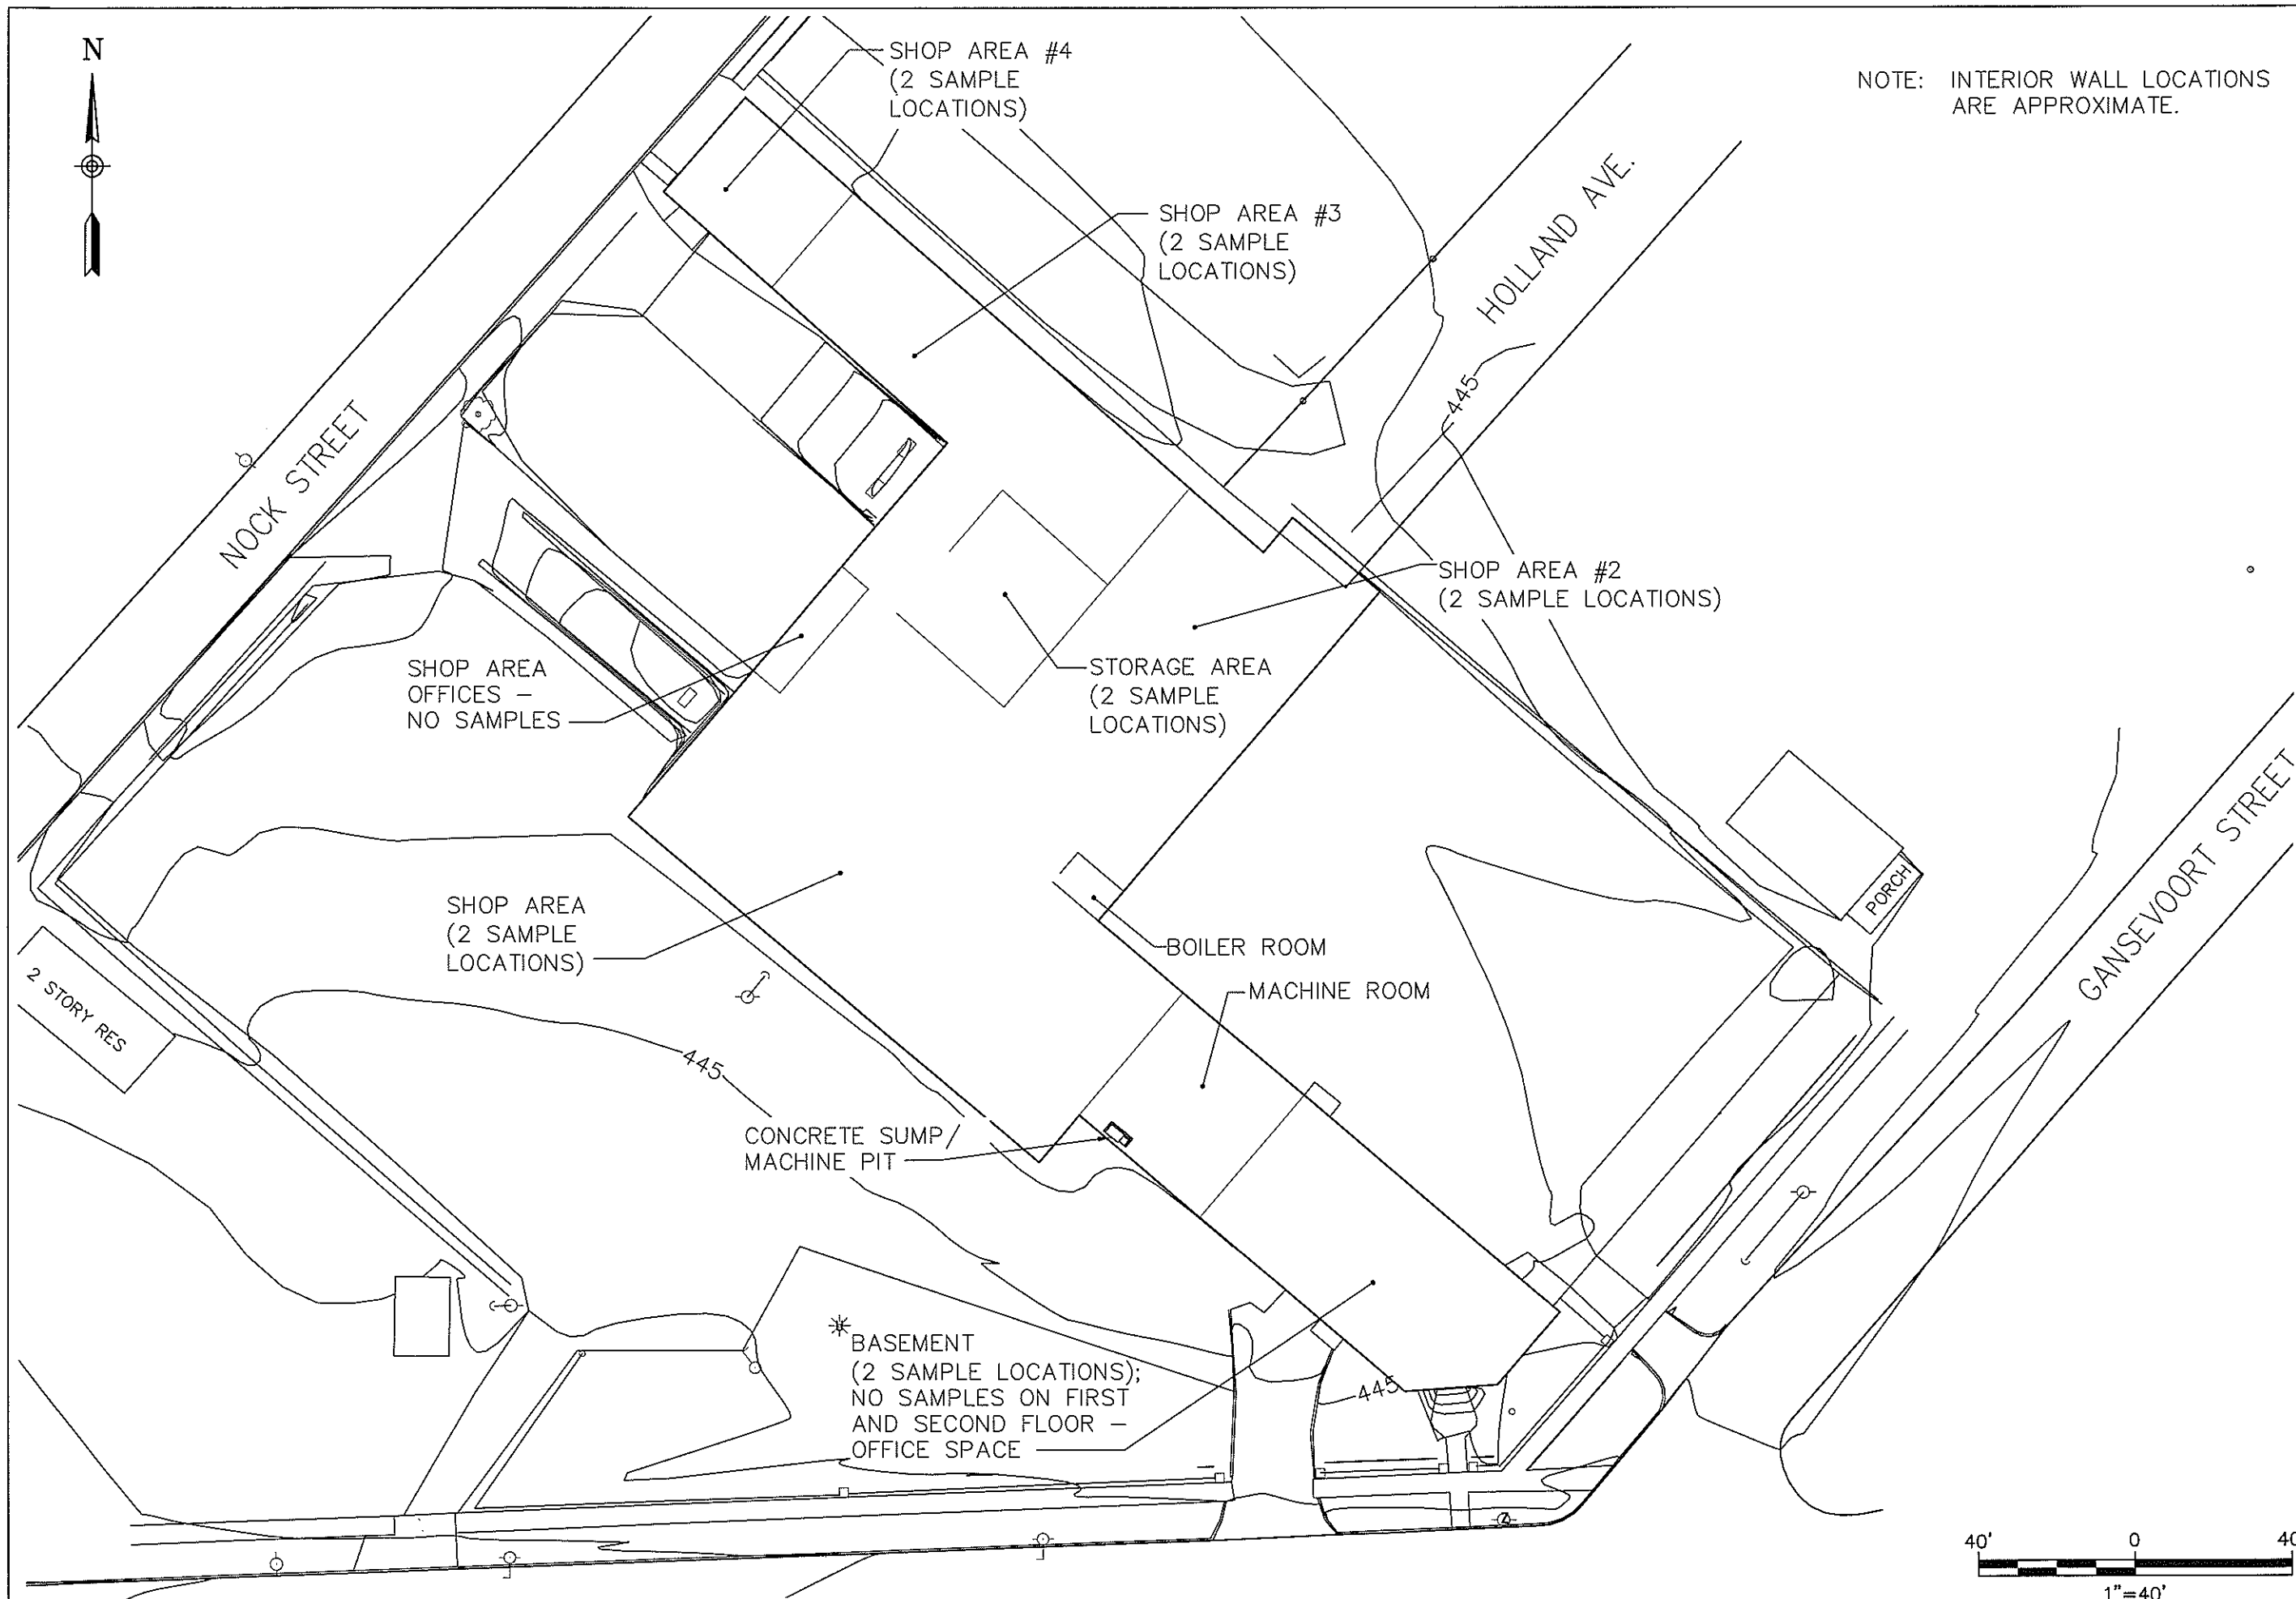 N
SHOP AREA #4
(2 SAMPLE
LOCATIONS)
NOTE: INTERIOR WALL LOCATIONS
ARE APPROXIMATE.
SHOP AREA #3
(2 SAMPLE
LOCATIONS)
HOLLAND AVE.
445
NOCK STREET
SHOP AREA #2
(2 SAMPLE LOCATIONS)
SHOP AREA
OFFICES –
NO SAMPLES
STORAGE AREA
(2 SAMPLE
LOCATIONS)
PORCH
GANSEVOORT STREET
SHOP AREA
(2 SAMPLE
LOCATIONS)
BOILER ROOM
MACHINE ROOM
2 STORY RES
445
CONCRETE SUMP/
MACHINE PIT
*BASEMENT
(2 SAMPLE LOCATIONS);
NO SAMPLES ON FIRST
AND SECOND FLOOR –
OFFICE SPACE
445
40' 0 40
1"=40'